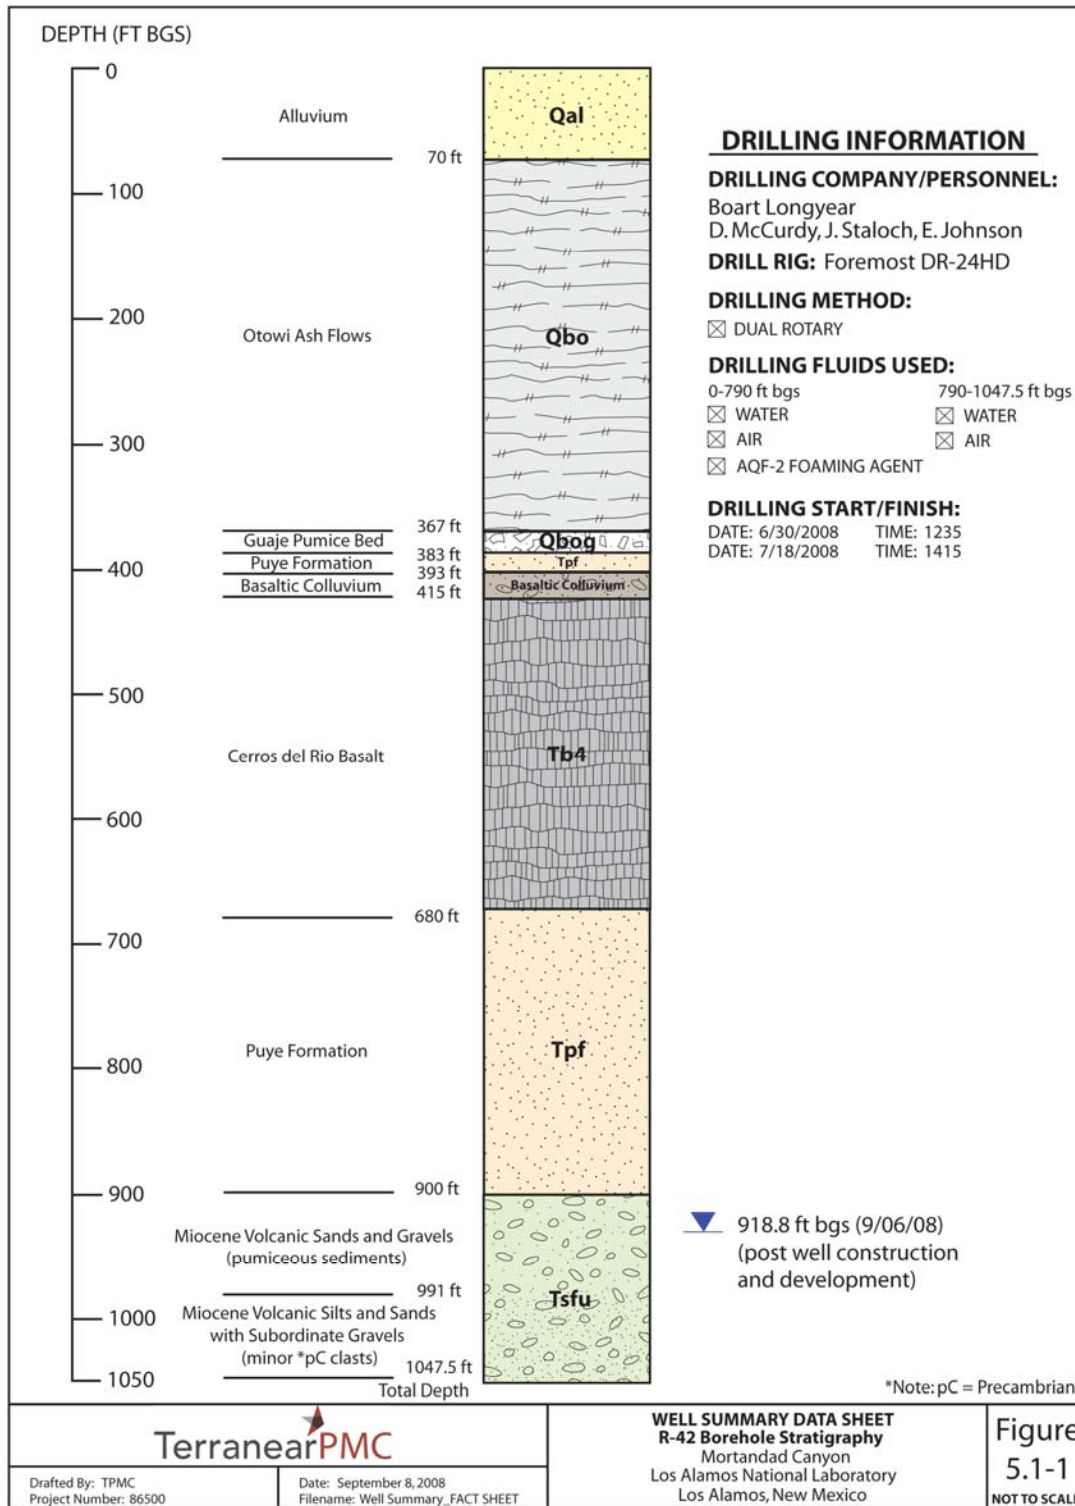 DEPTH (FT BGS)
0
100
200
300
400
500
600
700
800
900
1000
1050
Alluvium
70 ft
Otowi Ash Flows
367 ft
Guaje Pumice Bed
383 ft
Puye Formation
393 ft
Basaltic Colluvium
415 ft
Cerros del Rio Basalt
680 ft
Puye Formation
900 ft
Miocene Volcanic Sands and Gravels
(pumiceous sediments)
991 ft
Miocene Volcanic Silts and Sands
with Subordinate Gravels
(minor *pC clasts)
1047.5 ft
Total Depth
Qal
Qbo
Qbog
Tpf
Basaltic Colluvium
Tb4
Tpf
Tsfu
DRILLING INFORMATION
DRILLING COMPANY/PERSONNEL:
Boart Longyear
D. McCurdy, J. Staloch, E. Johnson
DRILL RIG: Foremost DR-24HD
DRILLING METHOD:
DUAL ROTARY
DRILLING FLUIDS USED:
0-790 ft bgs
WATER
AIR
AQF-2 FOAMING AGENT
790-1047.5 ft bgs
WATER
AIR
DRILLING START/FINISH:
DATE: 6/30/2008 TIME: 1235
DATE: 7/18/2008 TIME: 1415
918.8 ft bgs (9/06/08)
(post well construction
and development)
*Note: pC = Precambrian
TerranearPMC
Drafted By: TPMC
Project Number: 86500
Date: September 8, 2008
Filename: Well Summary_FACT SHEET
WELL SUMMARY DATA SHEET
R-42 Borehole Stratigraphy
Mortandad Canyon
Los Alamos National Laboratory
Los Alamos, New Mexico
Figure
5.1-1
NOT TO SCALE